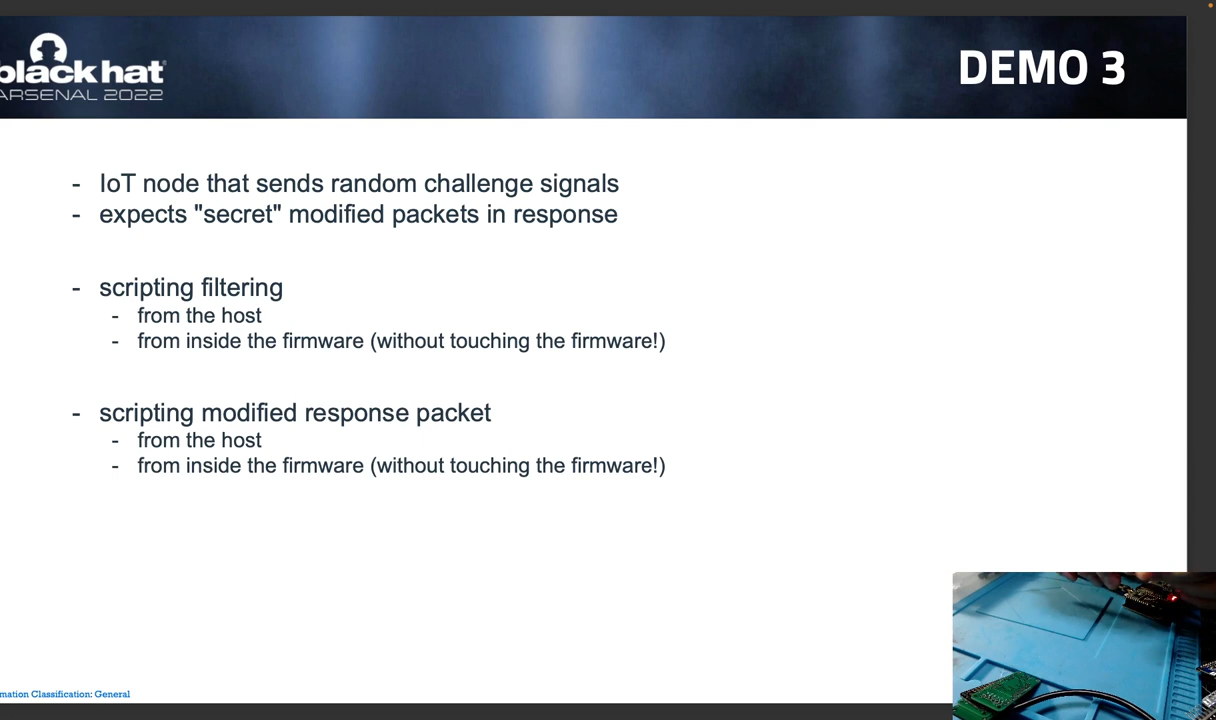 black hat
ARSENAL 2022
DEMO 3
- IoT node that sends random challenge signals
- expects "secret" modified packets in response
- scripting filtering
- from the host
- from inside the firmware (without touching the firmware!)
- scripting modified response packet
- from the host
- from inside the firmware (without touching the firmware!)
mation Classification: General